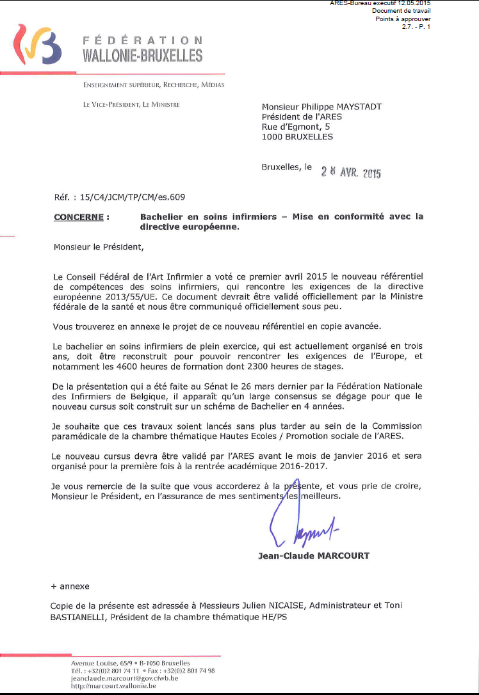 ARES-Bureau executif 12.05.2015
Document de travail
Points à approuver
2.7. - P. 1
FÉDÉRATION
WALLONIE-BRUXELLES
ENSEIGNEMENT SUPÉRIEUR, RECHERCHE, MÉDIAS
LE VICE-PRÉSIDENT, LE MINISTRE
Monsieur Philippe MAYSTADT
Président de l'ARES
Rue d'Egmont, 5
1000 BRUXELLES
Bruxelles, le 28 AVR. 2015
Réf. : 15/C4/JCM/TP/CM/es.609
CONCERNE : Bachelier en soins infirmiers – Mise en conformité avec la
directive européenne.
Monsieur le Président,
Le Conseil Fédéral de l'Art Infirmier a voté ce premier avril 2015 le nouveau référentiel
de compétences des soins infirmiers, qui rencontre les exigences de la directive
européenne 2013/55/UE. Ce document devrait être validé officiellement par la Ministre
fédérale de la santé et nous être communiqué officiellement sous peu.
Vous trouverez en annexe le projet de ce nouveau référentiel en copie avancée.
Le bachelier en soins infirmiers de plein exercice, qui est actuellement organisé en trois
ans, doit être reconstruit pour pouvoir rencontrer les exigences de l'Europe, et
notamment les 4600 heures de formation dont 2300 heures de stages.
De la présentation qui a été faite au Sénat le 26 mars dernier par la Fédération Nationale
des Infirmiers de Belgique, il apparaît qu'un large consensus se dégage pour que le
nouveau cursus soit construit sur un schéma de Bachelier en 4 années.
Je souhaite que ces travaux soient lancés sans plus tarder au sein de la Commission
paramédicale de la chambre thématique Hautes Ecoles / Promotion sociale de l'ARES.
Le nouveau cursus devra être validé par l'ARES avant le mois de janvier 2016 et sera
organisé pour la première fois à la rentrée académique 2016-2017.
Je vous remercie de la suite que vous accorderez à la présente, et vous prie de croire,
Monsieur le Président, en l'assurance de mes sentiments les meilleurs.
Jean-Claude MARCOURT
+ annexe
Copie de la présente est adressée à Messieurs Julien NICAISE, Administrateur et Toni
BASTIANELLI, Président de la chambre thématique HE/PS
Avenue Louise, 65/9 • B-1050 Bruxelles
Tél. : +32(0)2 801 74 11 • Fax : +32(0)2 801 74 98
jeanclaude.marcourt@gov.cfwb.be
http://marcourt.wallonie.be